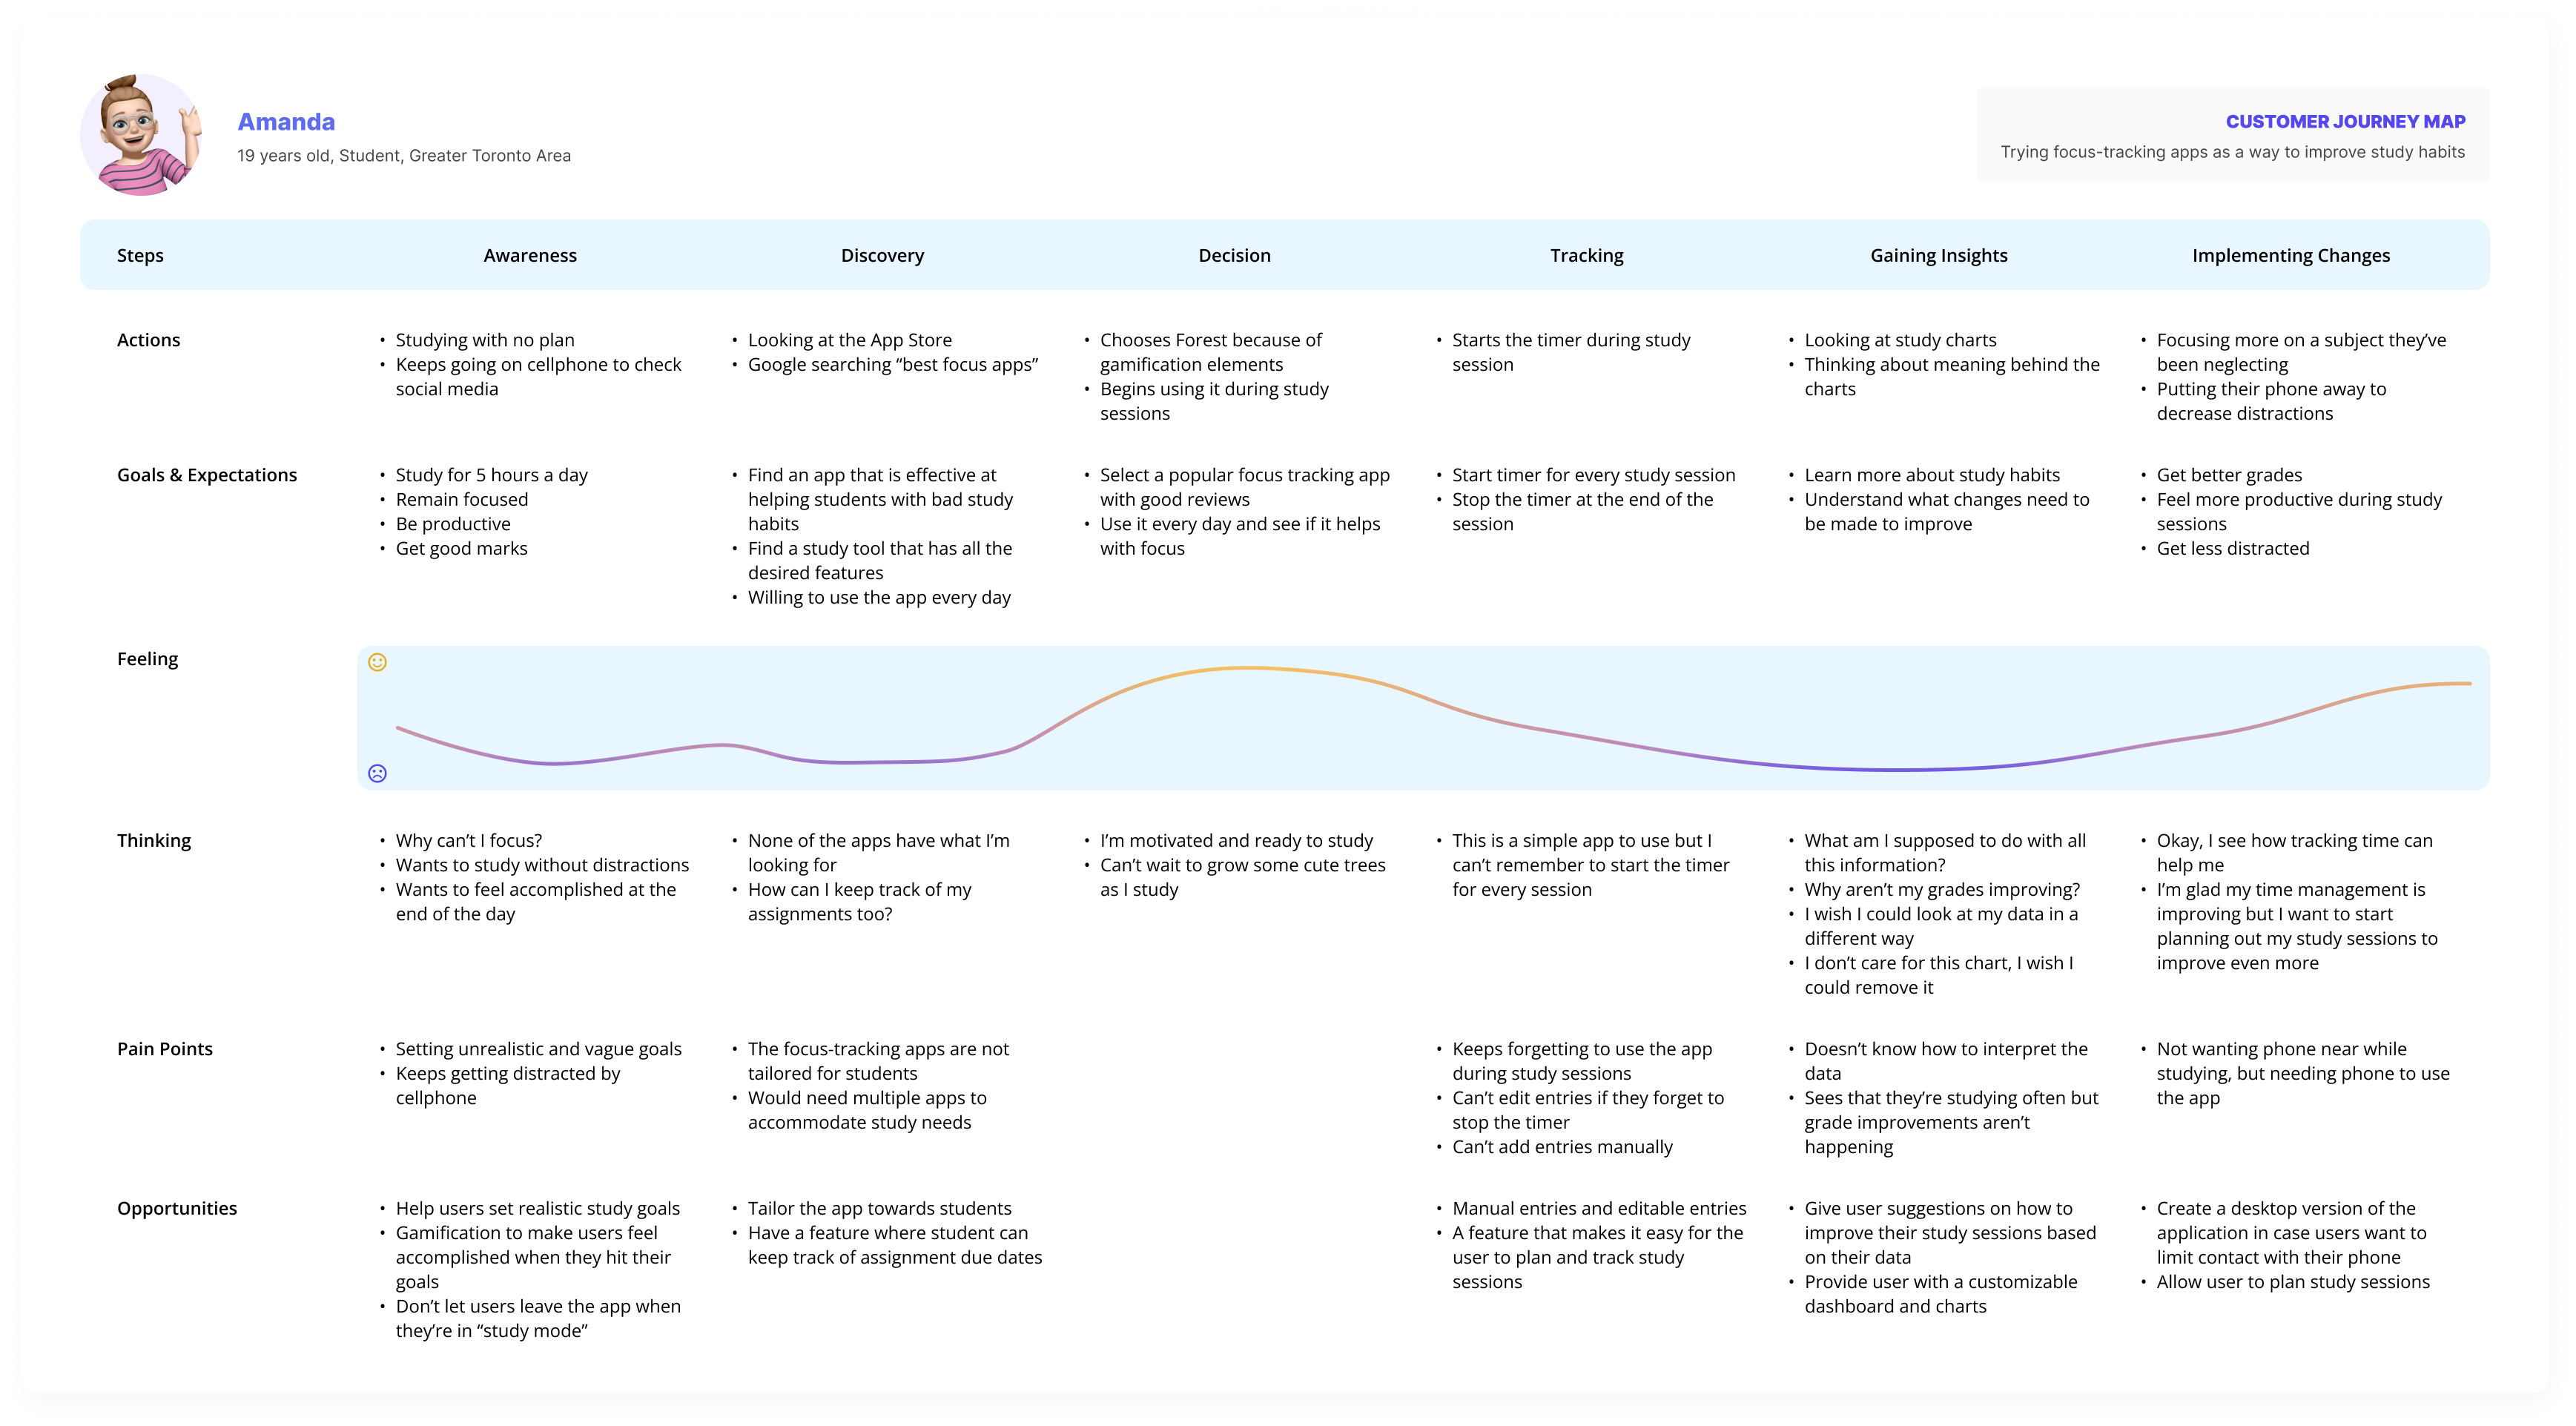 Amanda
19 years old, Student, Greater Toronto Area
CUSTOMER JOURNEY MAP
Trying focus-tracking apps as a way to improve study habits
Steps
Awareness
Discovery
Decision
Tracking
Gaining Insights
Implementing Changes
Actions
• Studying with no plan
• Keeps going on cellphone to check
social media
• Looking at the App Store
• Google searching “best focus apps”
• Chooses Forest because of
gamification elements
• Begins using it during study
sessions
• Starts the timer during study
session
• Looking at study charts
• Thinking about meaning behind the
charts
• Focusing more on a subject they’ve
been neglecting
• Putting their phone away to
decrease distractions
Goals & Expectations
• Study for 5 hours a day
• Remain focused
• Be productive
• Get good marks
• Find an app that is effective at
helping students with bad study
habits
• Find a study tool that has all the
desired features
• Willing to use the app every day
• Select a popular focus tracking app
with good reviews
• Use it every day and see if it helps
with focus
• Start timer for every study session
• Stop the timer at the end of the
session
• Learn more about study habits
• Understand what changes need to
be made to improve
• Get better grades
• Feel more productive during study
sessions
• Get less distracted
Feeling
Thinking
• Why can’t I focus?
• Wants to study without distractions
• Wants to feel accomplished at the
end of the day
• None of the apps have what I’m
looking for
• How can I keep track of my
assignments too?
• I’m motivated and ready to study
• Can’t wait to grow some cute trees
as I study
• This is a simple app to use but I
can’t remember to start the timer
for every session
• What am I supposed to do with all
this information?
• Why aren’t my grades improving?
• I wish I could look at my data in a
different way
• I don’t care for this chart, I wish I
could remove it
• Okay, I see how tracking time can
help me
• I’m glad my time management is
improving but I want to start
planning out my study sessions to
improve even more
Pain Points
• Setting unrealistic and vague goals
• Keeps getting distracted by
cellphone
• The focus-tracking apps are not
tailored for students
• Would need multiple apps to
accommodate study needs
• Keeps forgetting to use the app
during study sessions
• Can’t edit entries if they forget to
stop the timer
• Can’t add entries manually
• Doesn’t know how to interpret the
data
• Sees that they’re studying often but
grade improvements aren’t
happening
• Not wanting phone near while
studying, but needing phone to use
the app
Opportunities
• Help users set realistic study goals
• Gamification to make users feel
accomplished when they hit their
goals
• Don’t let users leave the app when
they’re in “study mode”
• Tailor the app towards students
• Have a feature where student can
keep track of assignment due dates
• Manual entries and editable entries
• A feature that makes it easy for the
user to plan and track study
sessions
• Give user suggestions on how to
improve their study sessions based
on their data
• Provide user with a customizable
dashboard and charts
• Create a desktop version of the
application in case users want to
limit contact with their phone
• Allow user to plan study sessions